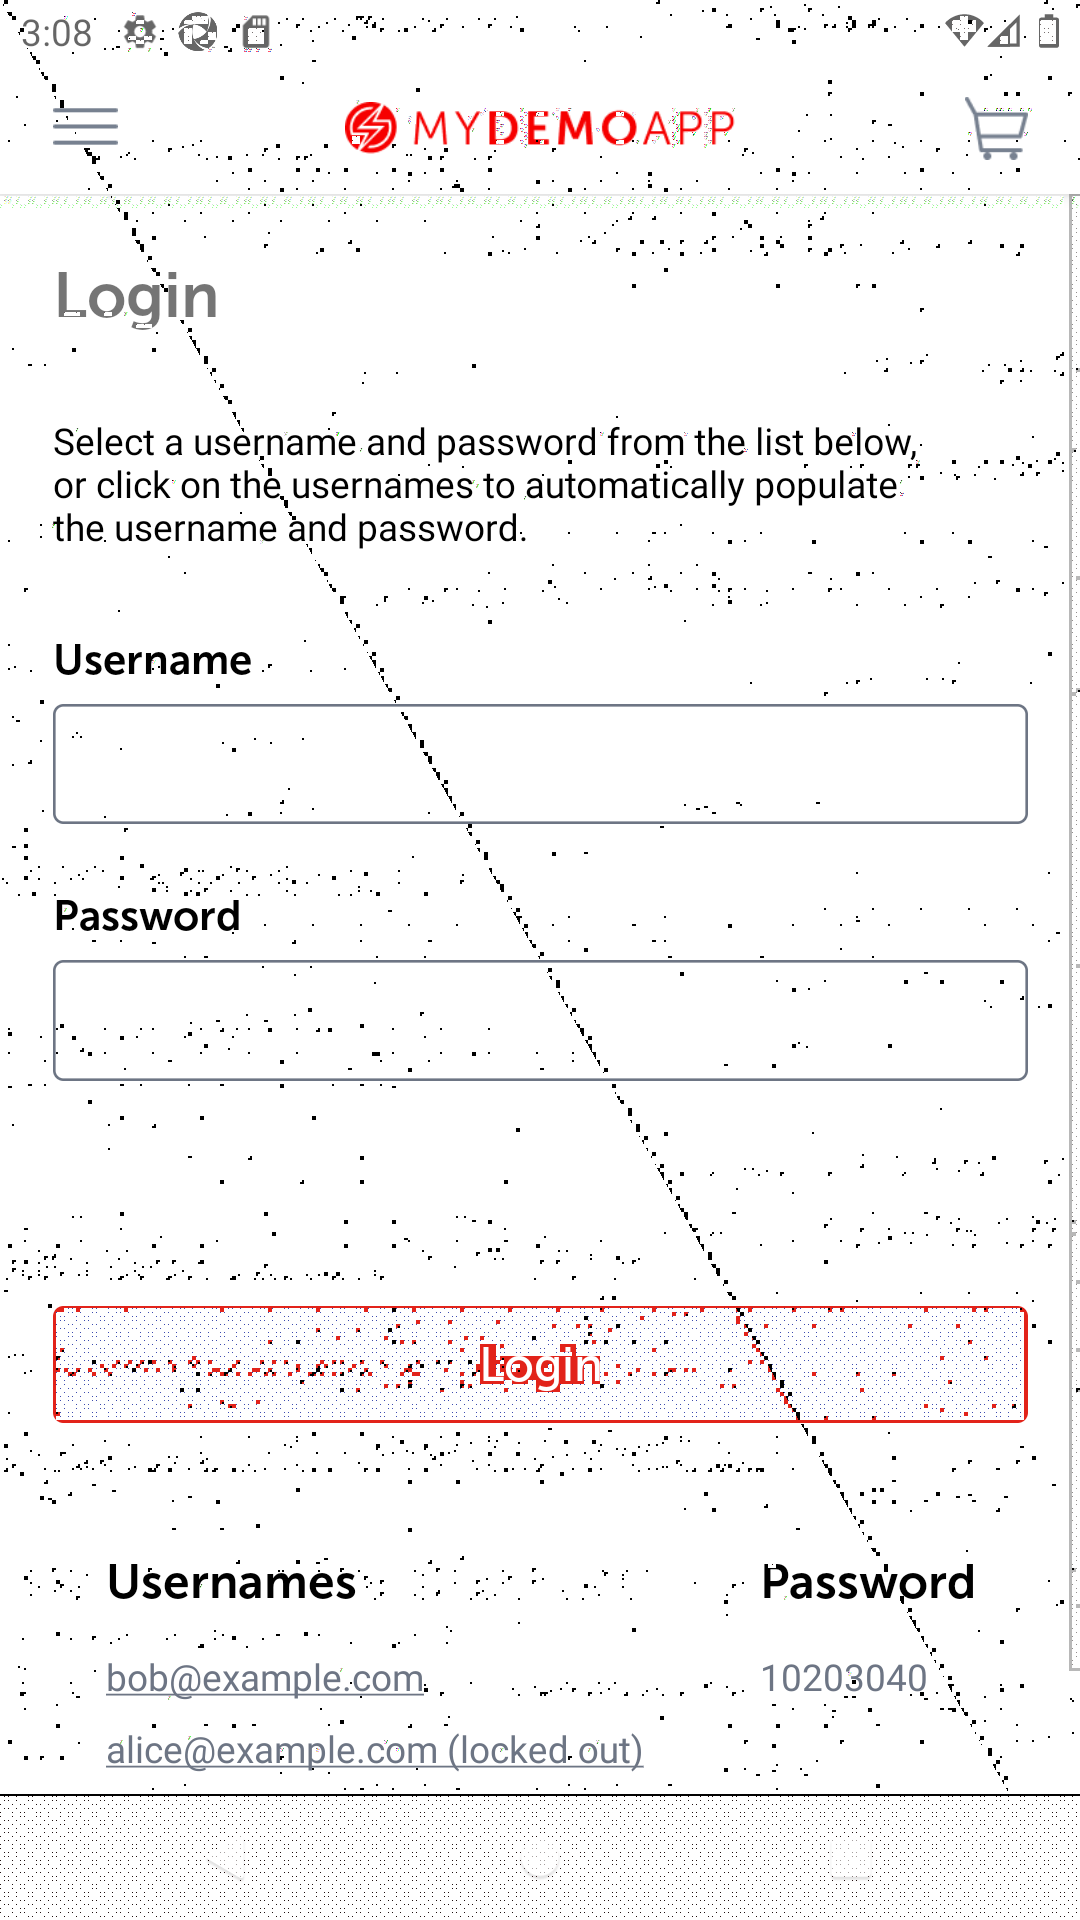 3:08
MYDEMOAPP
Login
Select a username and password from the list below,
or click on the usernames to automatically populate
the username and password.
Username
Password
Login
Usernames Password
bob@example.com 10203040
alice@example.com (locked out)